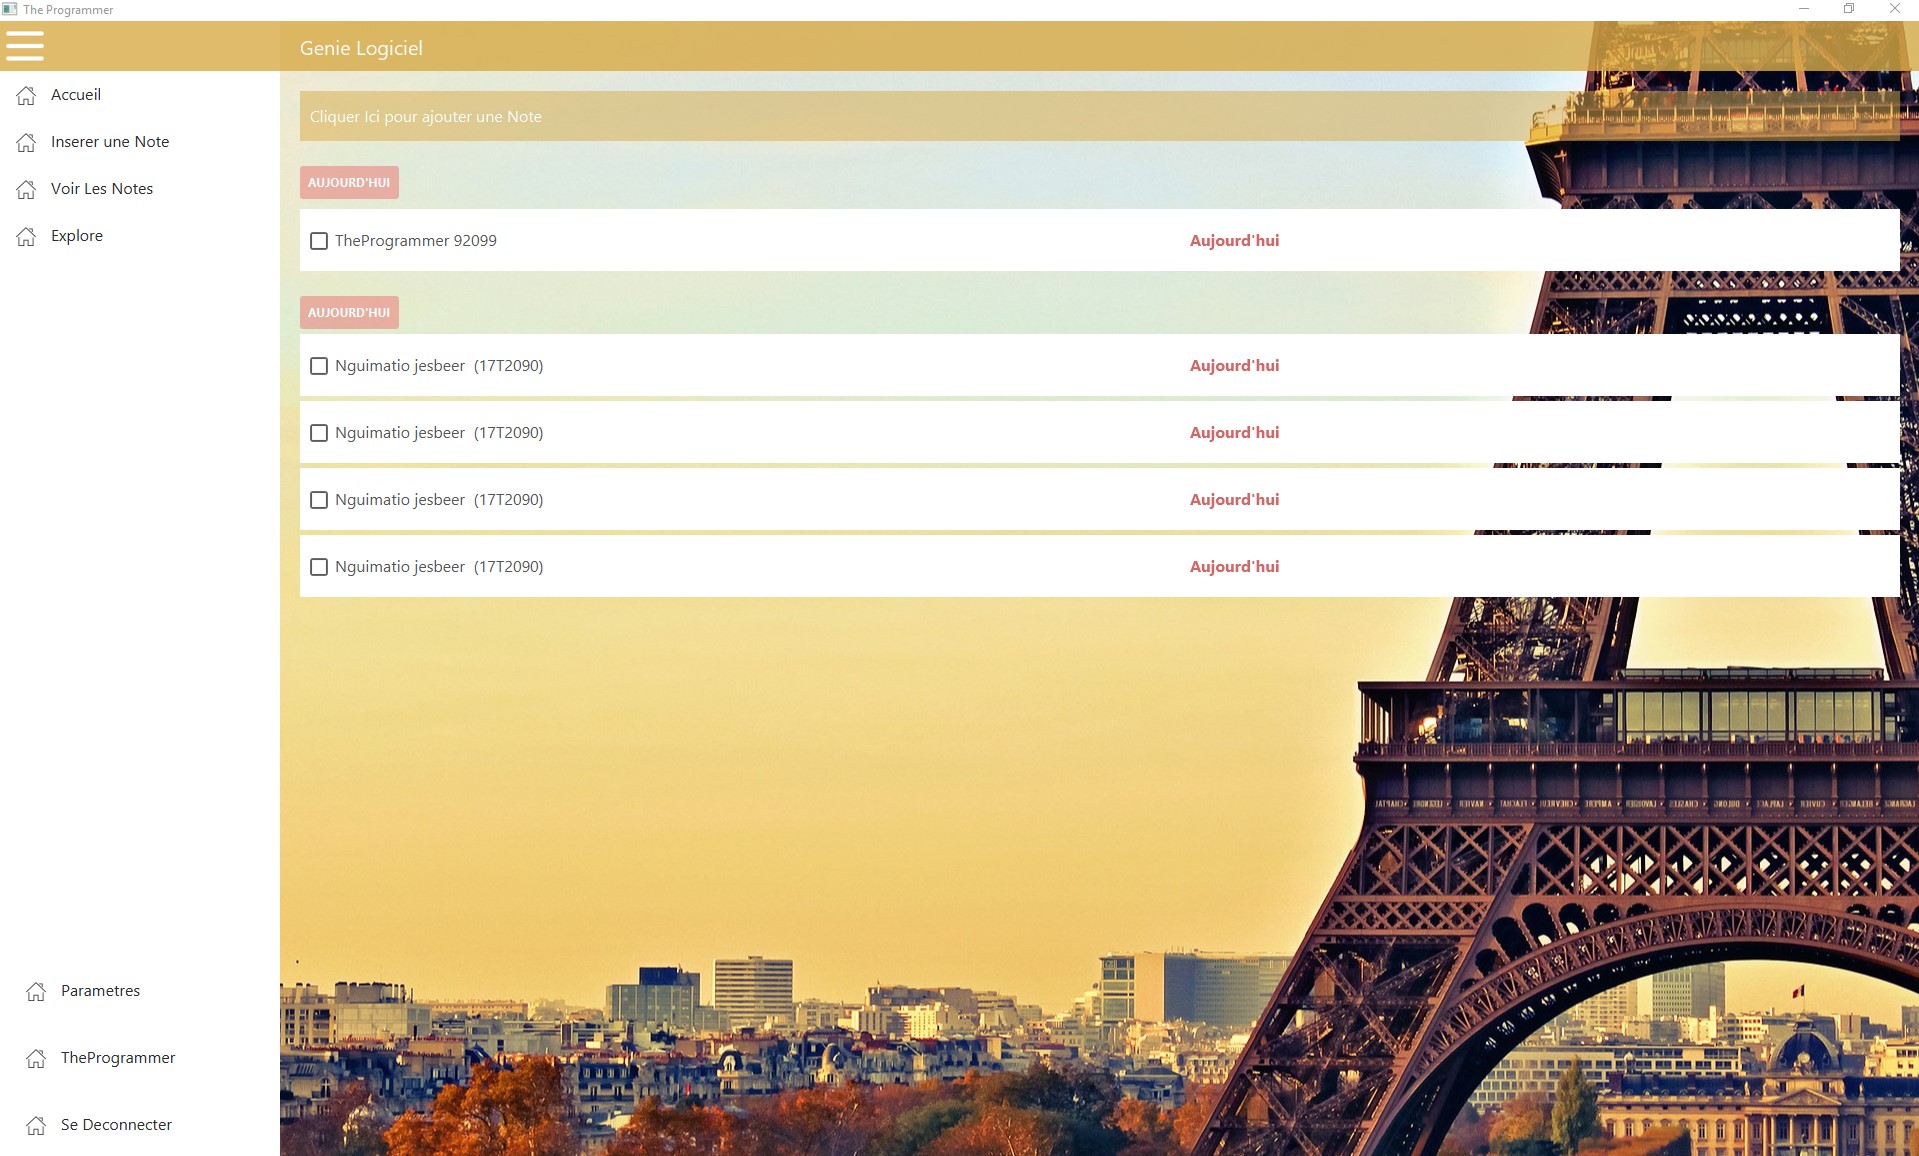 The Programmer
Genie Logiciel
Accueil
Inserer une Note
Voir Les Notes
Explore
Cliquer Ici pour ajouter une Note
AUJOURD'HUI
TheProgrammer 92099 Aujourd'hui
AUJOURD'HUI
Nguimatio jesbeer (17T2090) Aujourd'hui
Nguimatio jesbeer (17T2090) Aujourd'hui
Nguimatio jesbeer (17T2090) Aujourd'hui
Nguimatio jesbeer (17T2090) Aujourd'hui
Parametres
TheProgrammer
Se Deconnecter